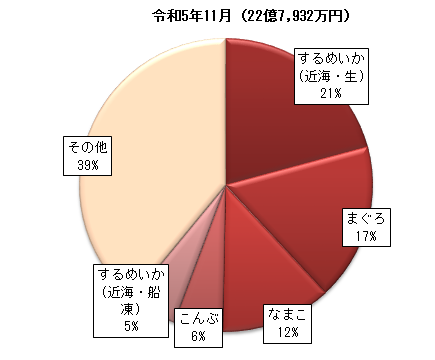 令和5年11月（22億7,932万円）
するめいか
（近海・生）
21%
まぐろ
17%
なまこ
12%
こんぶ
6%
するめいか
（近海・船
凍）
5%
その他
39%